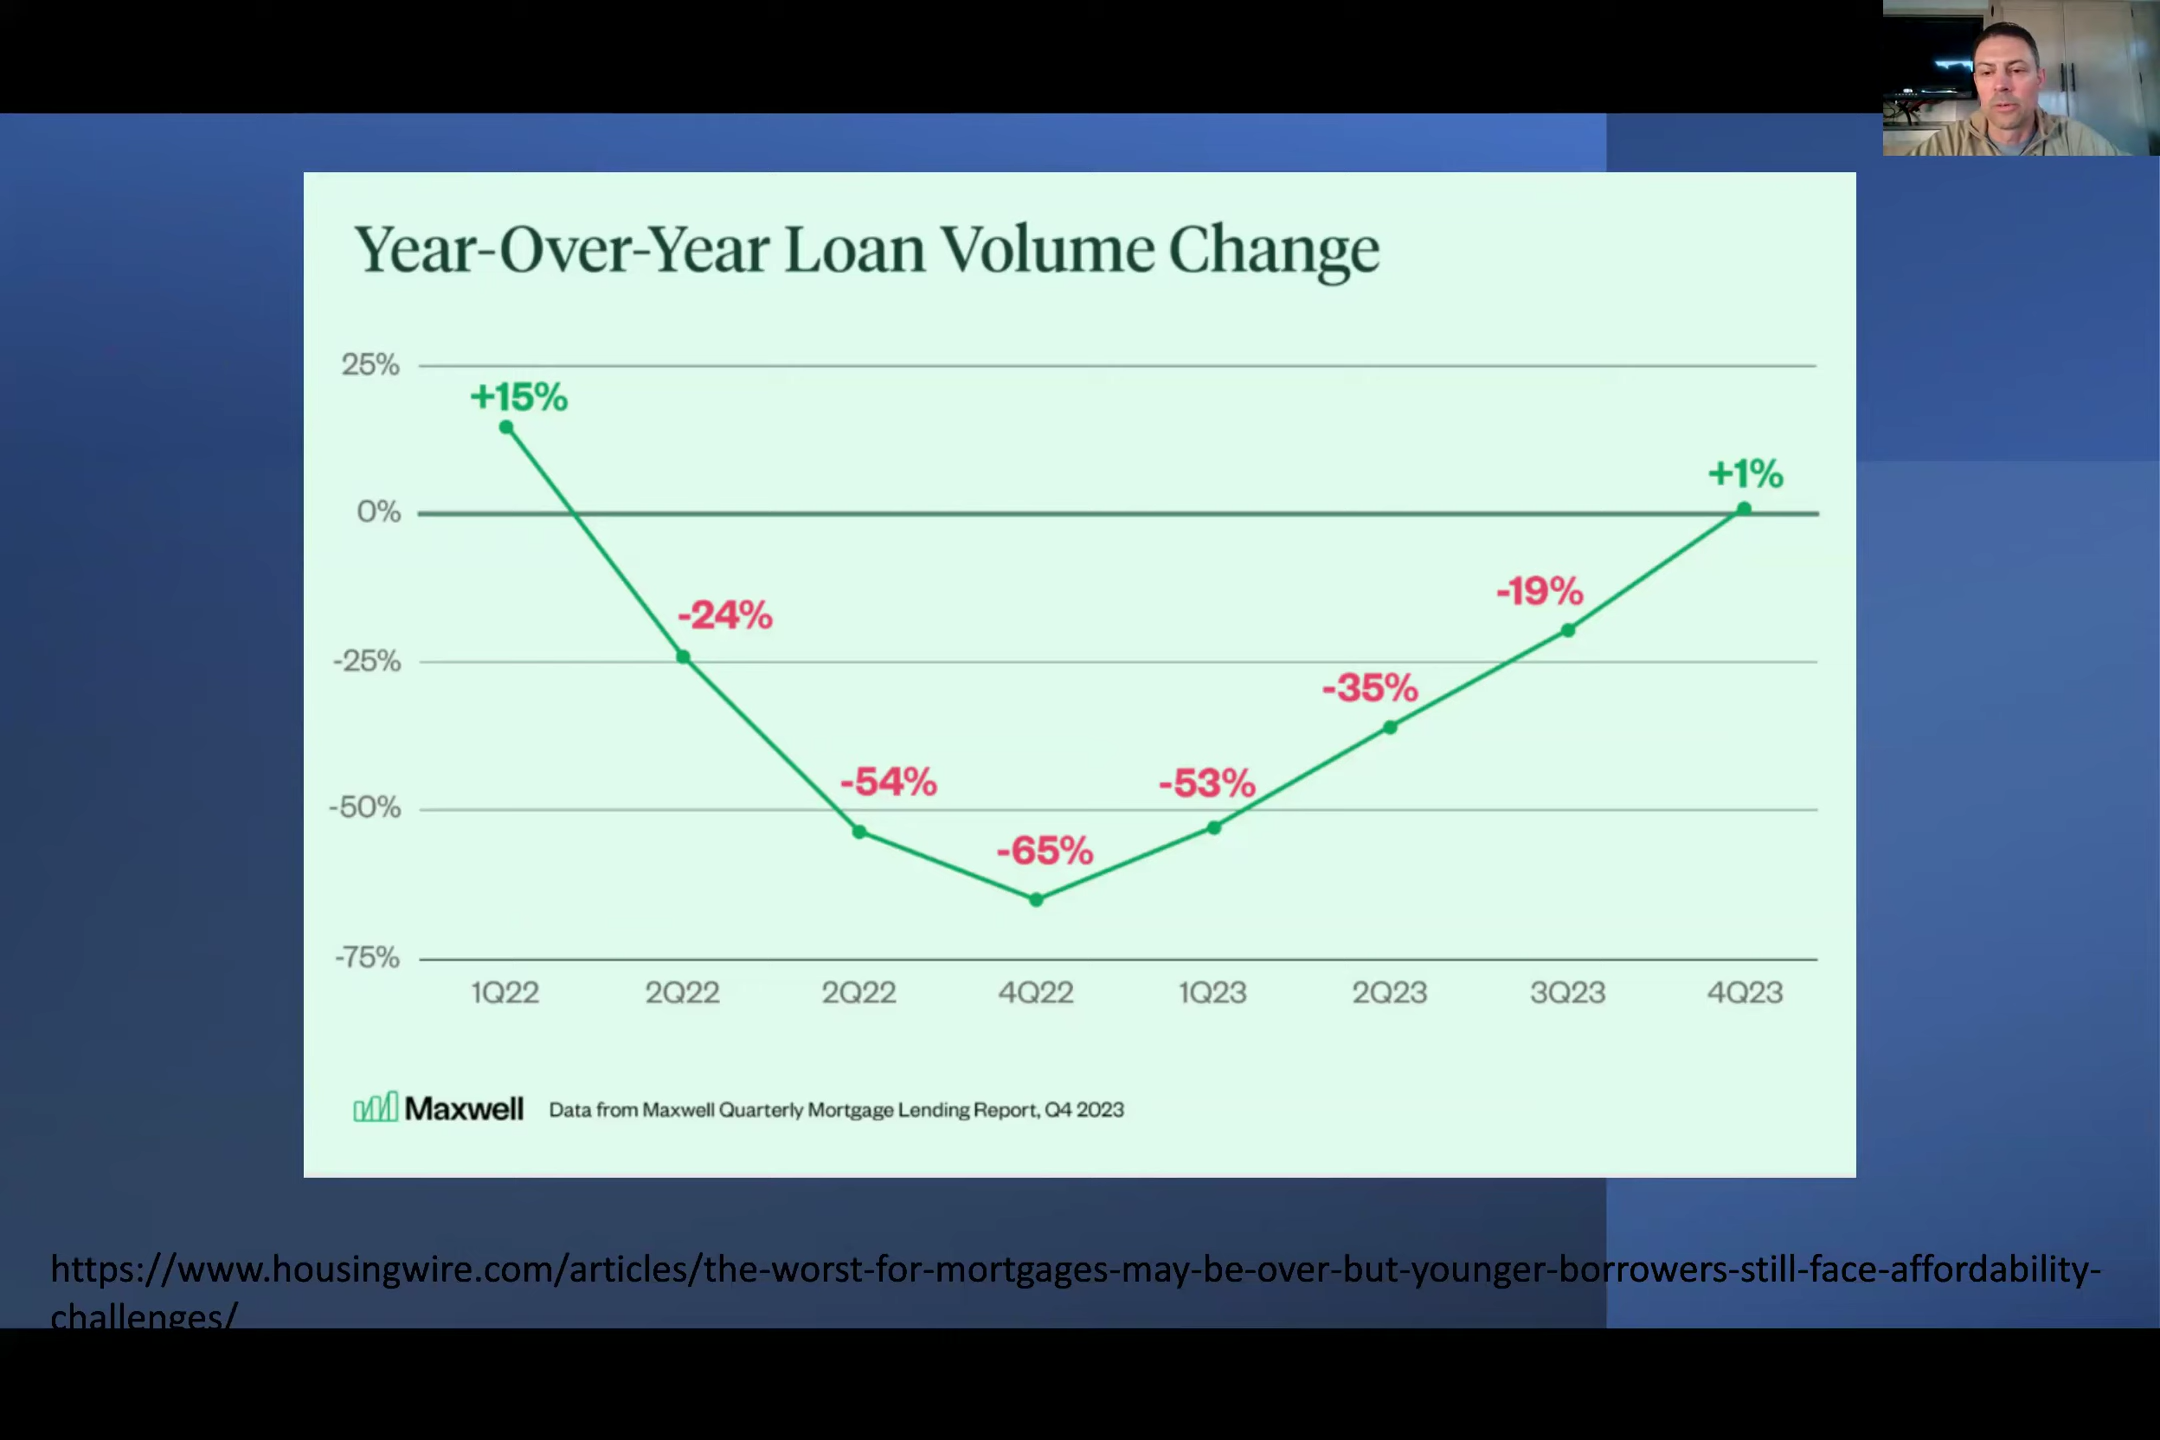 Year-Over-Year Loan Volume Change
25%
+15%
+1%
0%
-19%
-24%
-25%
-35%
-54%
-53%
-50%
-65%
-75%
1Q22 2Q22 2Q22 4Q22 1Q23 2Q23 3Q23 4Q23
Maxwell Data from Maxwell Quarterly Mortgage Lending Report, Q4 2023
https://www.housingwire.com/articles/the-worst-for-mortgages-may-be-over-but-younger-borrowers-still-face-affordability-
challenges/